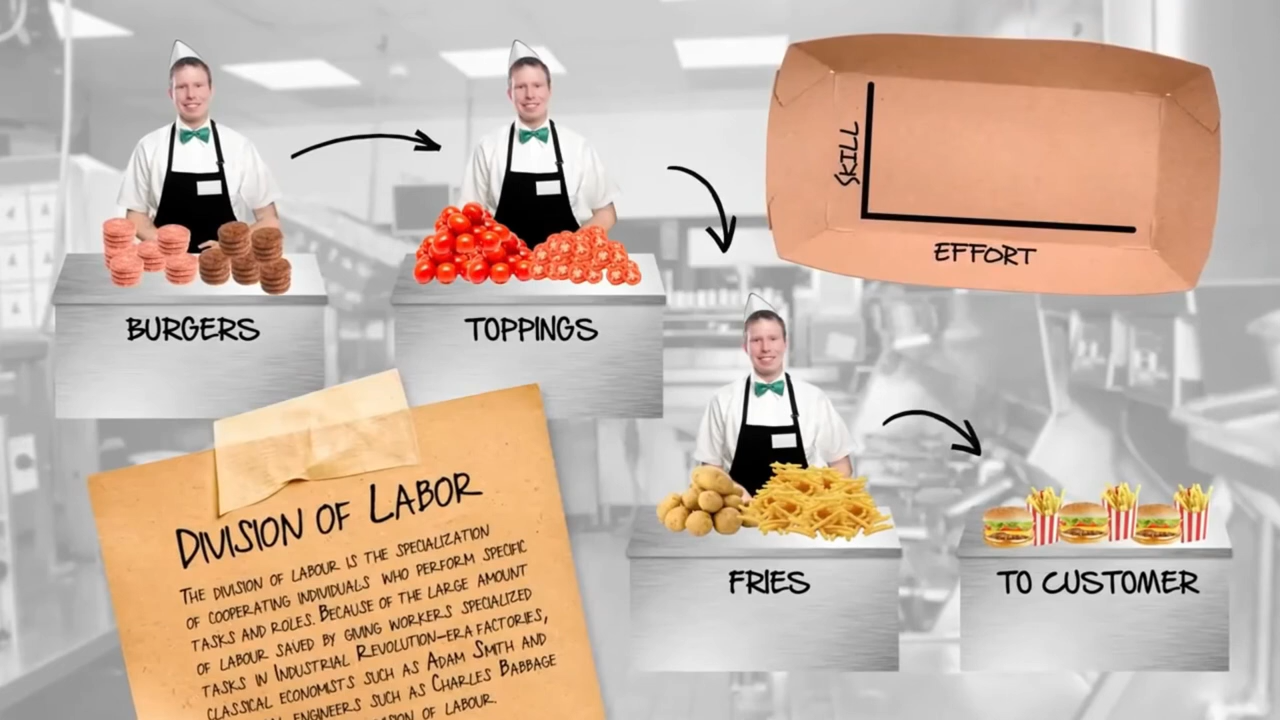 SKILL
EFFORT
BURGERS
TOPPINGS
FRIES
TO CUSTOMER
DIVISION OF LABOR
THE DIVISION OF LABOUR IS THE SPECIALIZATION
OF COOPERATING INDIVIDUALS WHO PERFORM SPECIFIC
TASKS AND ROLES. BECAUSE OF THE LARGE AMOUNT
OF LABOUR SAVED BY GIVING WORKERS SPECIALIZED
TASKS IN INDUSTRIAL REVOLUTION-ERA FACTORIES,
CLASSICAL ECONOMISTS SUCH AS ADAM SMITH AND
ENGINEERS SUCH AS CHARLES BABBAGE
OF LABOUR.